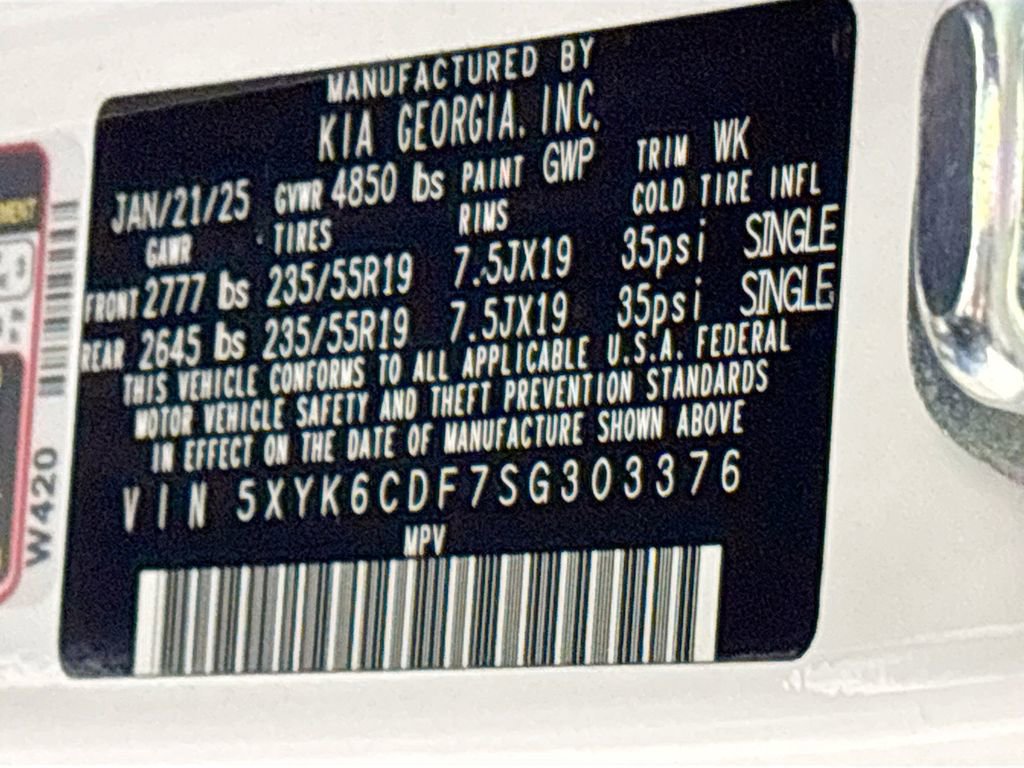 MANUFACTURED BY
KIA GEORGIA. INC.
JAN/21/25 GVWR 4850 lbs PAINT GWP TRIM WK
GAWR TIRES RIMS COLD TIRE INFL
FRONT 2777 lbs 235/55R19 7.5JX19 35psi SINGLE
REAR 2645 lbs 235/55R19 7.5JX19 35psi SINGLE
THIS VEHICLE CONFORMS TO ALL APPLICABLE U.S.A. FEDERAL
MOTOR VEHICLE SAFETY AND THEFT PREVENTION STANDARDS
IN EFFECT ON THE DATE OF MANUFACTURE SHOWN ABOVE
VIN 5XYK6CDF7SG303376
MPV
W420